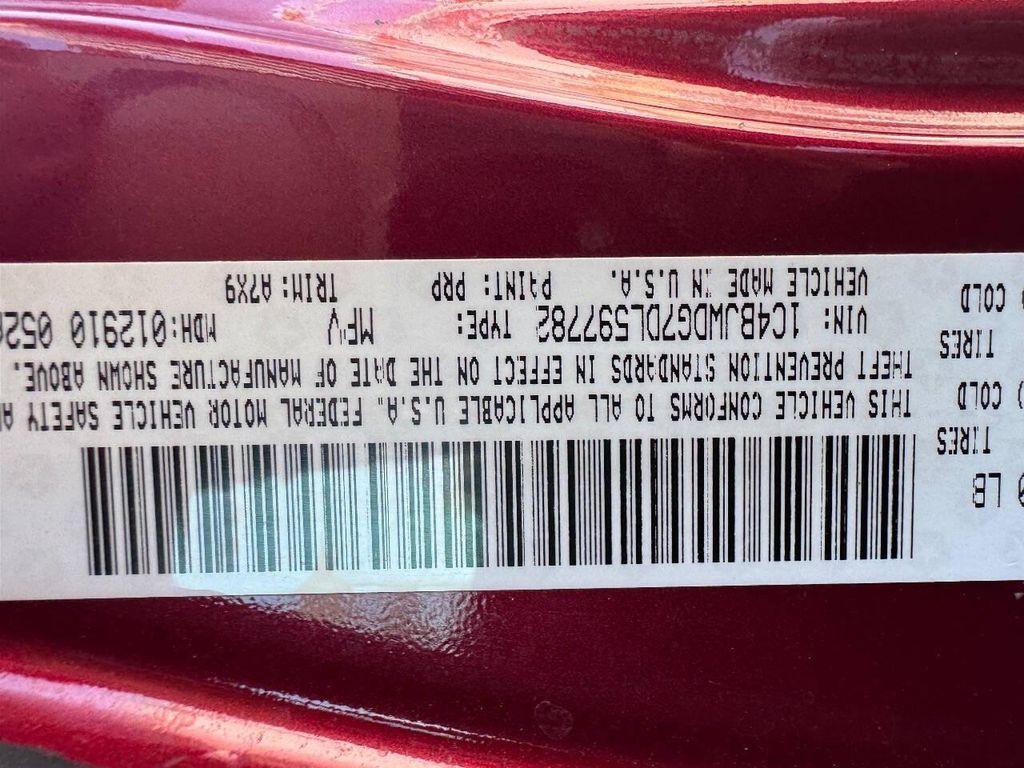 0 LB
TIRES
COLD
TIRES
COLD
THIS VEHICLE CONFORMS TO ALL APPLICABLE U.S.A. FEDERAL MOTOR VEHICLE SAFETY A
THEFT PREVENTION STANDARDS IN EFFECT ON THE DATE OF MANUFACTURE SHOWN ABOVE.
VIN: 1C4BJWDG7DL597782 TYPE: MPV MDH:012910 052
VEHICLE MADE IN U.S.A. PAINT: PRP TRIM: A7X9